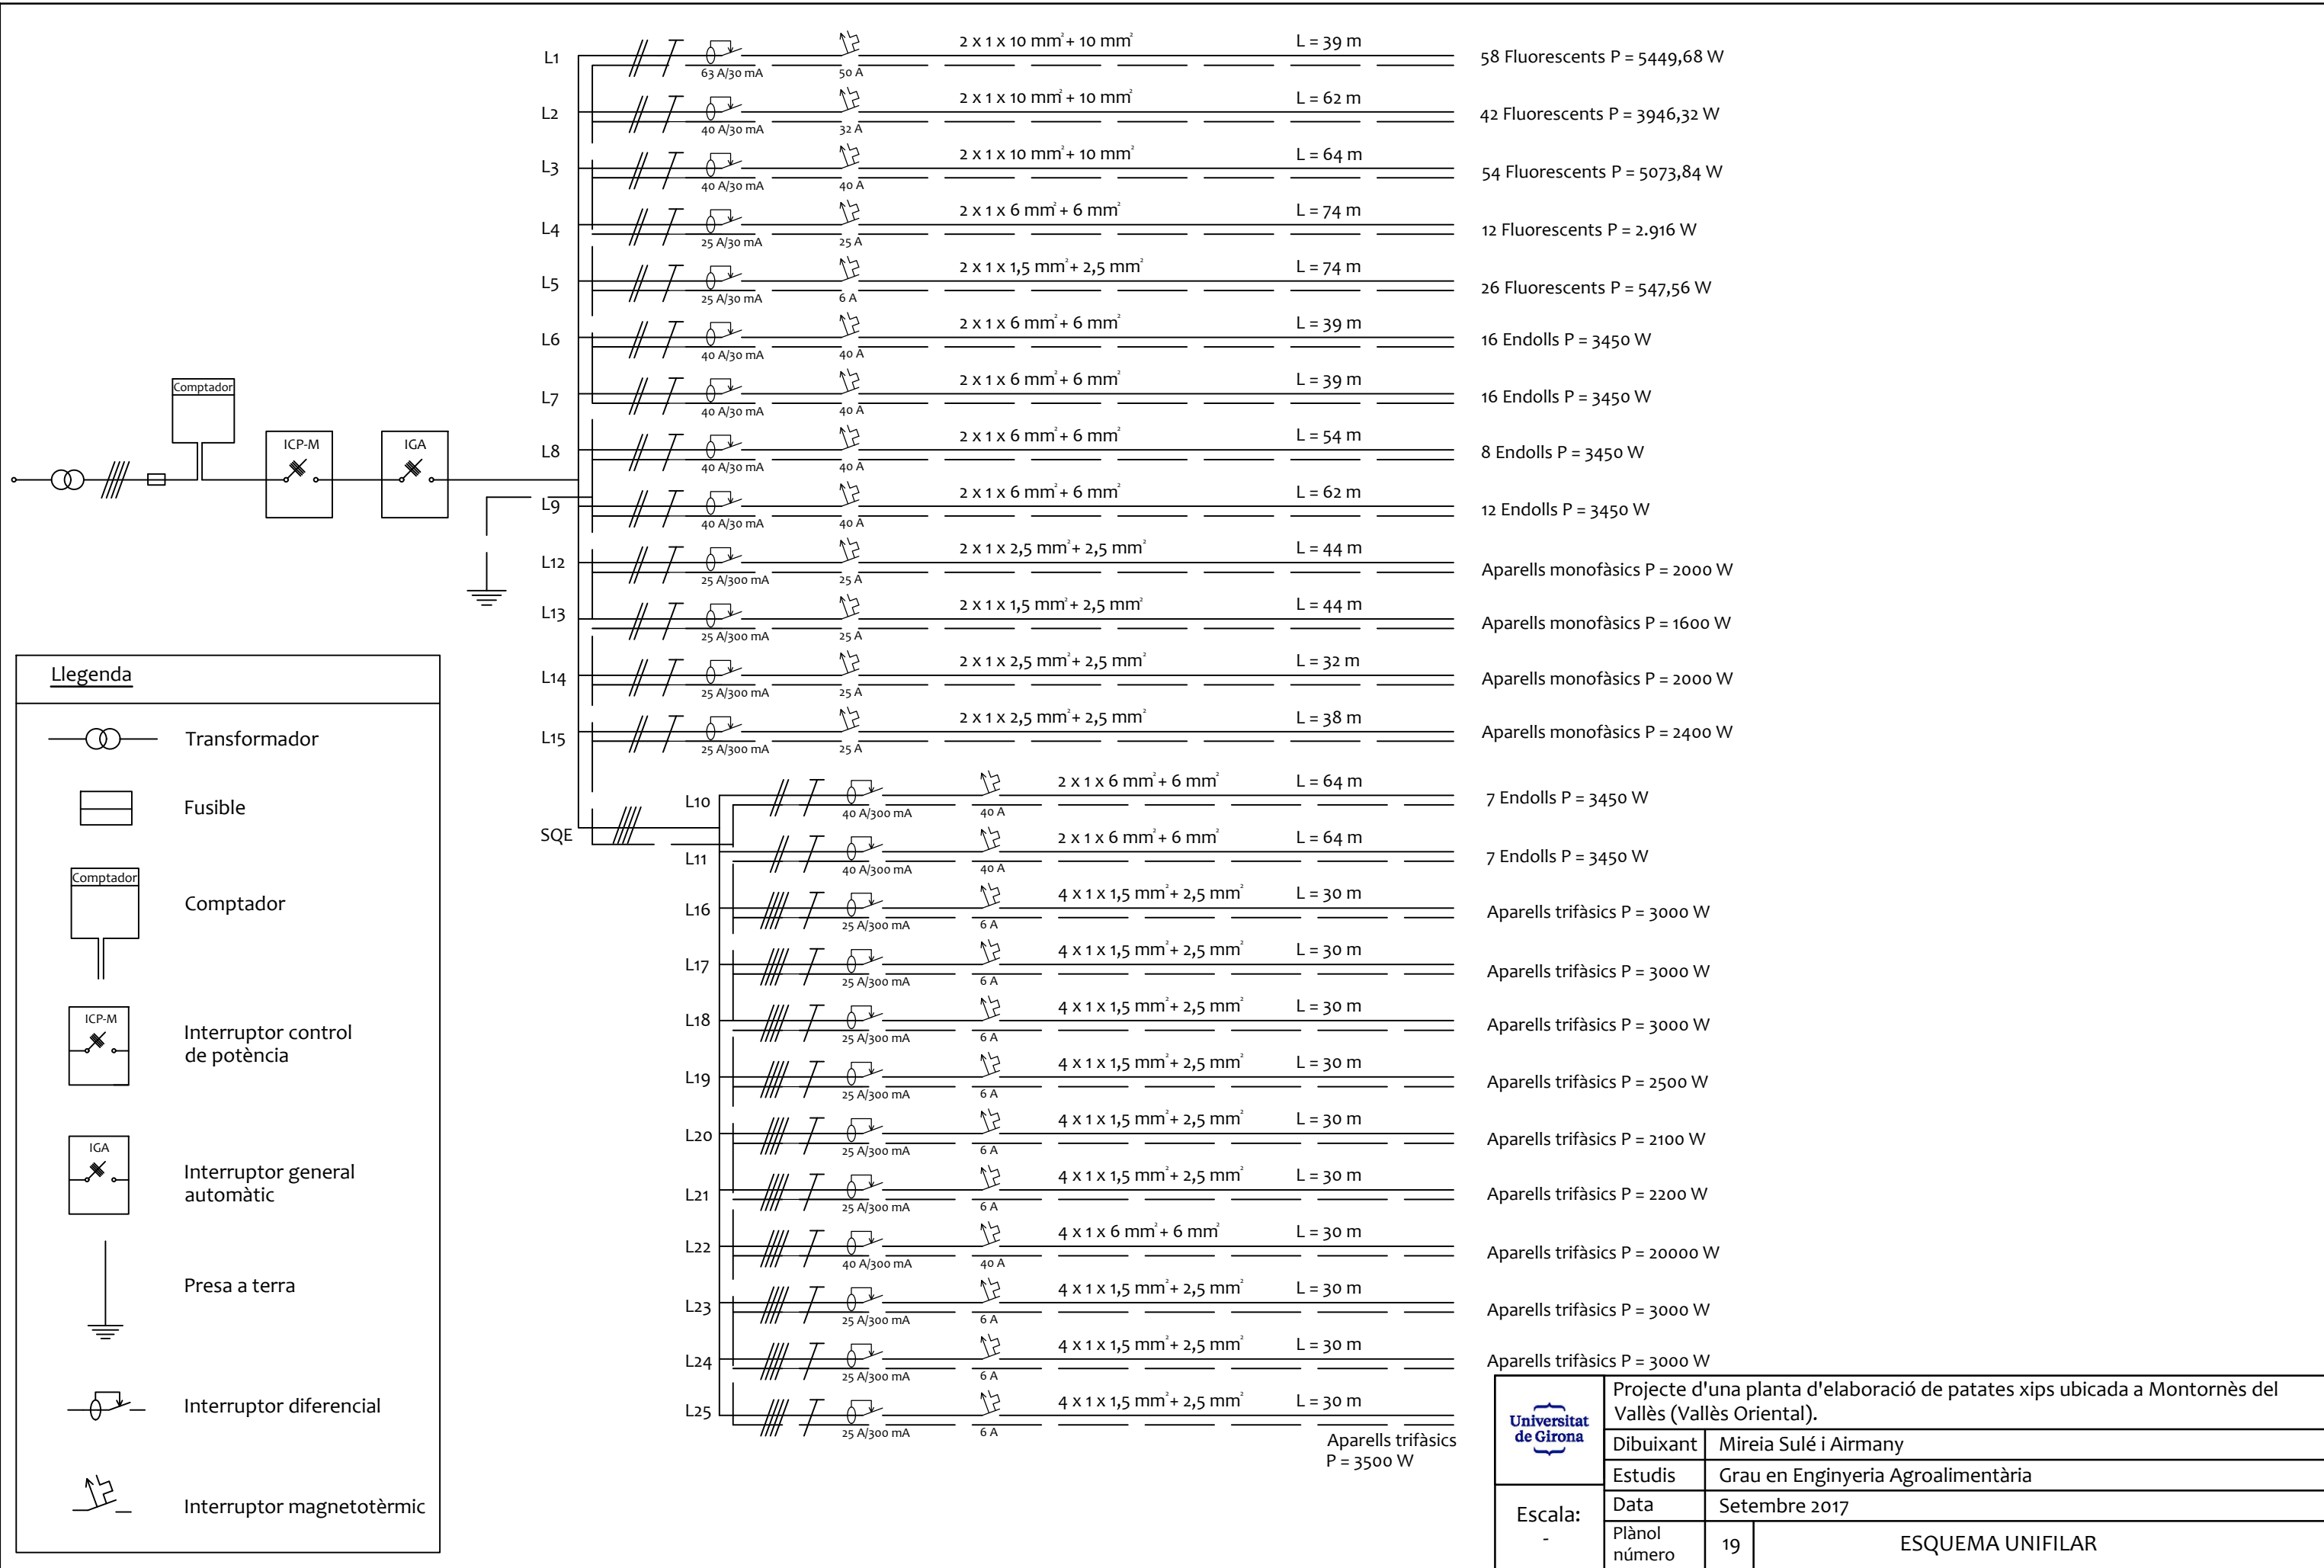 L1 2 x 1 x 10 mm²+ 10 mm² L = 39 m 58 Fluorescents P = 5449,68 W
63 A/30 mA 50 A
L2 2 x 1 x 10 mm²+ 10 mm² L = 62 m 42 Fluorescents P = 3946,32 W
40 A/30 mA 32 A
L3 2 x 1 x 10 mm²+ 10 mm² L = 64 m 54 Fluorescents P = 5073,84 W
40 A/30 mA 40 A
L4 2 x 1 x 6 mm²+ 6 mm² L = 74 m 12 Fluorescents P = 2.916 W
25 A/30 mA 25 A
L5 2 x 1 x 1,5 mm²+ 2,5 mm² L = 74 m 26 Fluorescents P = 547,56 W
25 A/30 mA 6 A
L6 2 x 1 x 6 mm²+ 6 mm² L = 39 m 16 Endolls P = 3450 W
40 A/30 mA 40 A
L7 2 x 1 x 6 mm²+ 6 mm² L = 39 m 16 Endolls P = 3450 W
40 A/30 mA 40 A
L8 2 x 1 x 6 mm²+ 6 mm² L = 54 m 8 Endolls P = 3450 W
40 A/30 mA 40 A
L9 2 x 1 x 6 mm²+ 6 mm² L = 62 m 12 Endolls P = 3450 W
40 A/30 mA 40 A
L12 2 x 1 x 2,5 mm²+ 2,5 mm² L = 44 m Aparells monofàsics P = 2000 W
25 A/300 mA 25 A
L13 2 x 1 x 1,5 mm²+ 2,5 mm² L = 44 m Aparells monofàsics P = 1600 W
25 A/300 mA 25 A
L14 2 x 1 x 2,5 mm²+ 2,5 mm² L = 32 m Aparells monofàsics P = 2000 W
25 A/300 mA 25 A
L15 2 x 1 x 2,5 mm²+ 2,5 mm² L = 38 m Aparells monofàsics P = 2400 W
25 A/300 mA 25 A
SQE
L10 2 x 1 x 6 mm²+ 6 mm² L = 64 m 7 Endolls P = 3450 W
40 A/300 mA 40 A
L11 2 x 1 x 6 mm²+ 6 mm² L = 64 m 7 Endolls P = 3450 W
40 A/300 mA 40 A
L16 4 x 1 x 1,5 mm²+ 2,5 mm² L = 30 m Aparells trifàsics P = 3000 W
25 A/300 mA 6 A
L17 4 x 1 x 1,5 mm²+ 2,5 mm² L = 30 m Aparells trifàsics P = 3000 W
25 A/300 mA 6 A
L18 4 x 1 x 1,5 mm²+ 2,5 mm² L = 30 m Aparells trifàsics P = 3000 W
25 A/300 mA 6 A
L19 4 x 1 x 1,5 mm²+ 2,5 mm² L = 30 m Aparells trifàsics P = 2500 W
25 A/300 mA 6 A
L20 4 x 1 x 1,5 mm²+ 2,5 mm² L = 30 m Aparells trifàsics P = 2100 W
25 A/300 mA 6 A
L21 4 x 1 x 1,5 mm²+ 2,5 mm² L = 30 m Aparells trifàsics P = 2200 W
25 A/300 mA 6 A
L22 4 x 1 x 6 mm²+ 6 mm² L = 30 m Aparells trifàsics P = 20000 W
40 A/300 mA 40 A
L23 4 x 1 x 1,5 mm²+ 2,5 mm² L = 30 m Aparells trifàsics P = 3000 W
25 A/300 mA 6 A
L24 4 x 1 x 1,5 mm²+ 2,5 mm² L = 30 m Aparells trifàsics P = 3000 W
25 A/300 mA 6 A
L25 4 x 1 x 1,5 mm²+ 2,5 mm² L = 30 m
25 A/300 mA 6 A
Aparells trifàsics
P = 3500 W
Comptador
ICP-M
IGA
Llegenda
Transformador
Fusible
Comptador
Comptador
ICP-M
Interruptor control
de potència
IGA
Interruptor general
automàtic
Presa a terra
Interruptor diferencial
Interruptor magnetotèrmic
Universitat
de Girona
Escala:
-
Projecte d'una planta d'elaboració de patates xips ubicada a Montornès del
Vallès (Vallès Oriental).
Dibuixant Mireia Sulé i Airmany
Estudis Grau en Enginyeria Agroalimentària
Data Setembre 2017
Plànol
número
19 ESQUEMA UNIFILAR